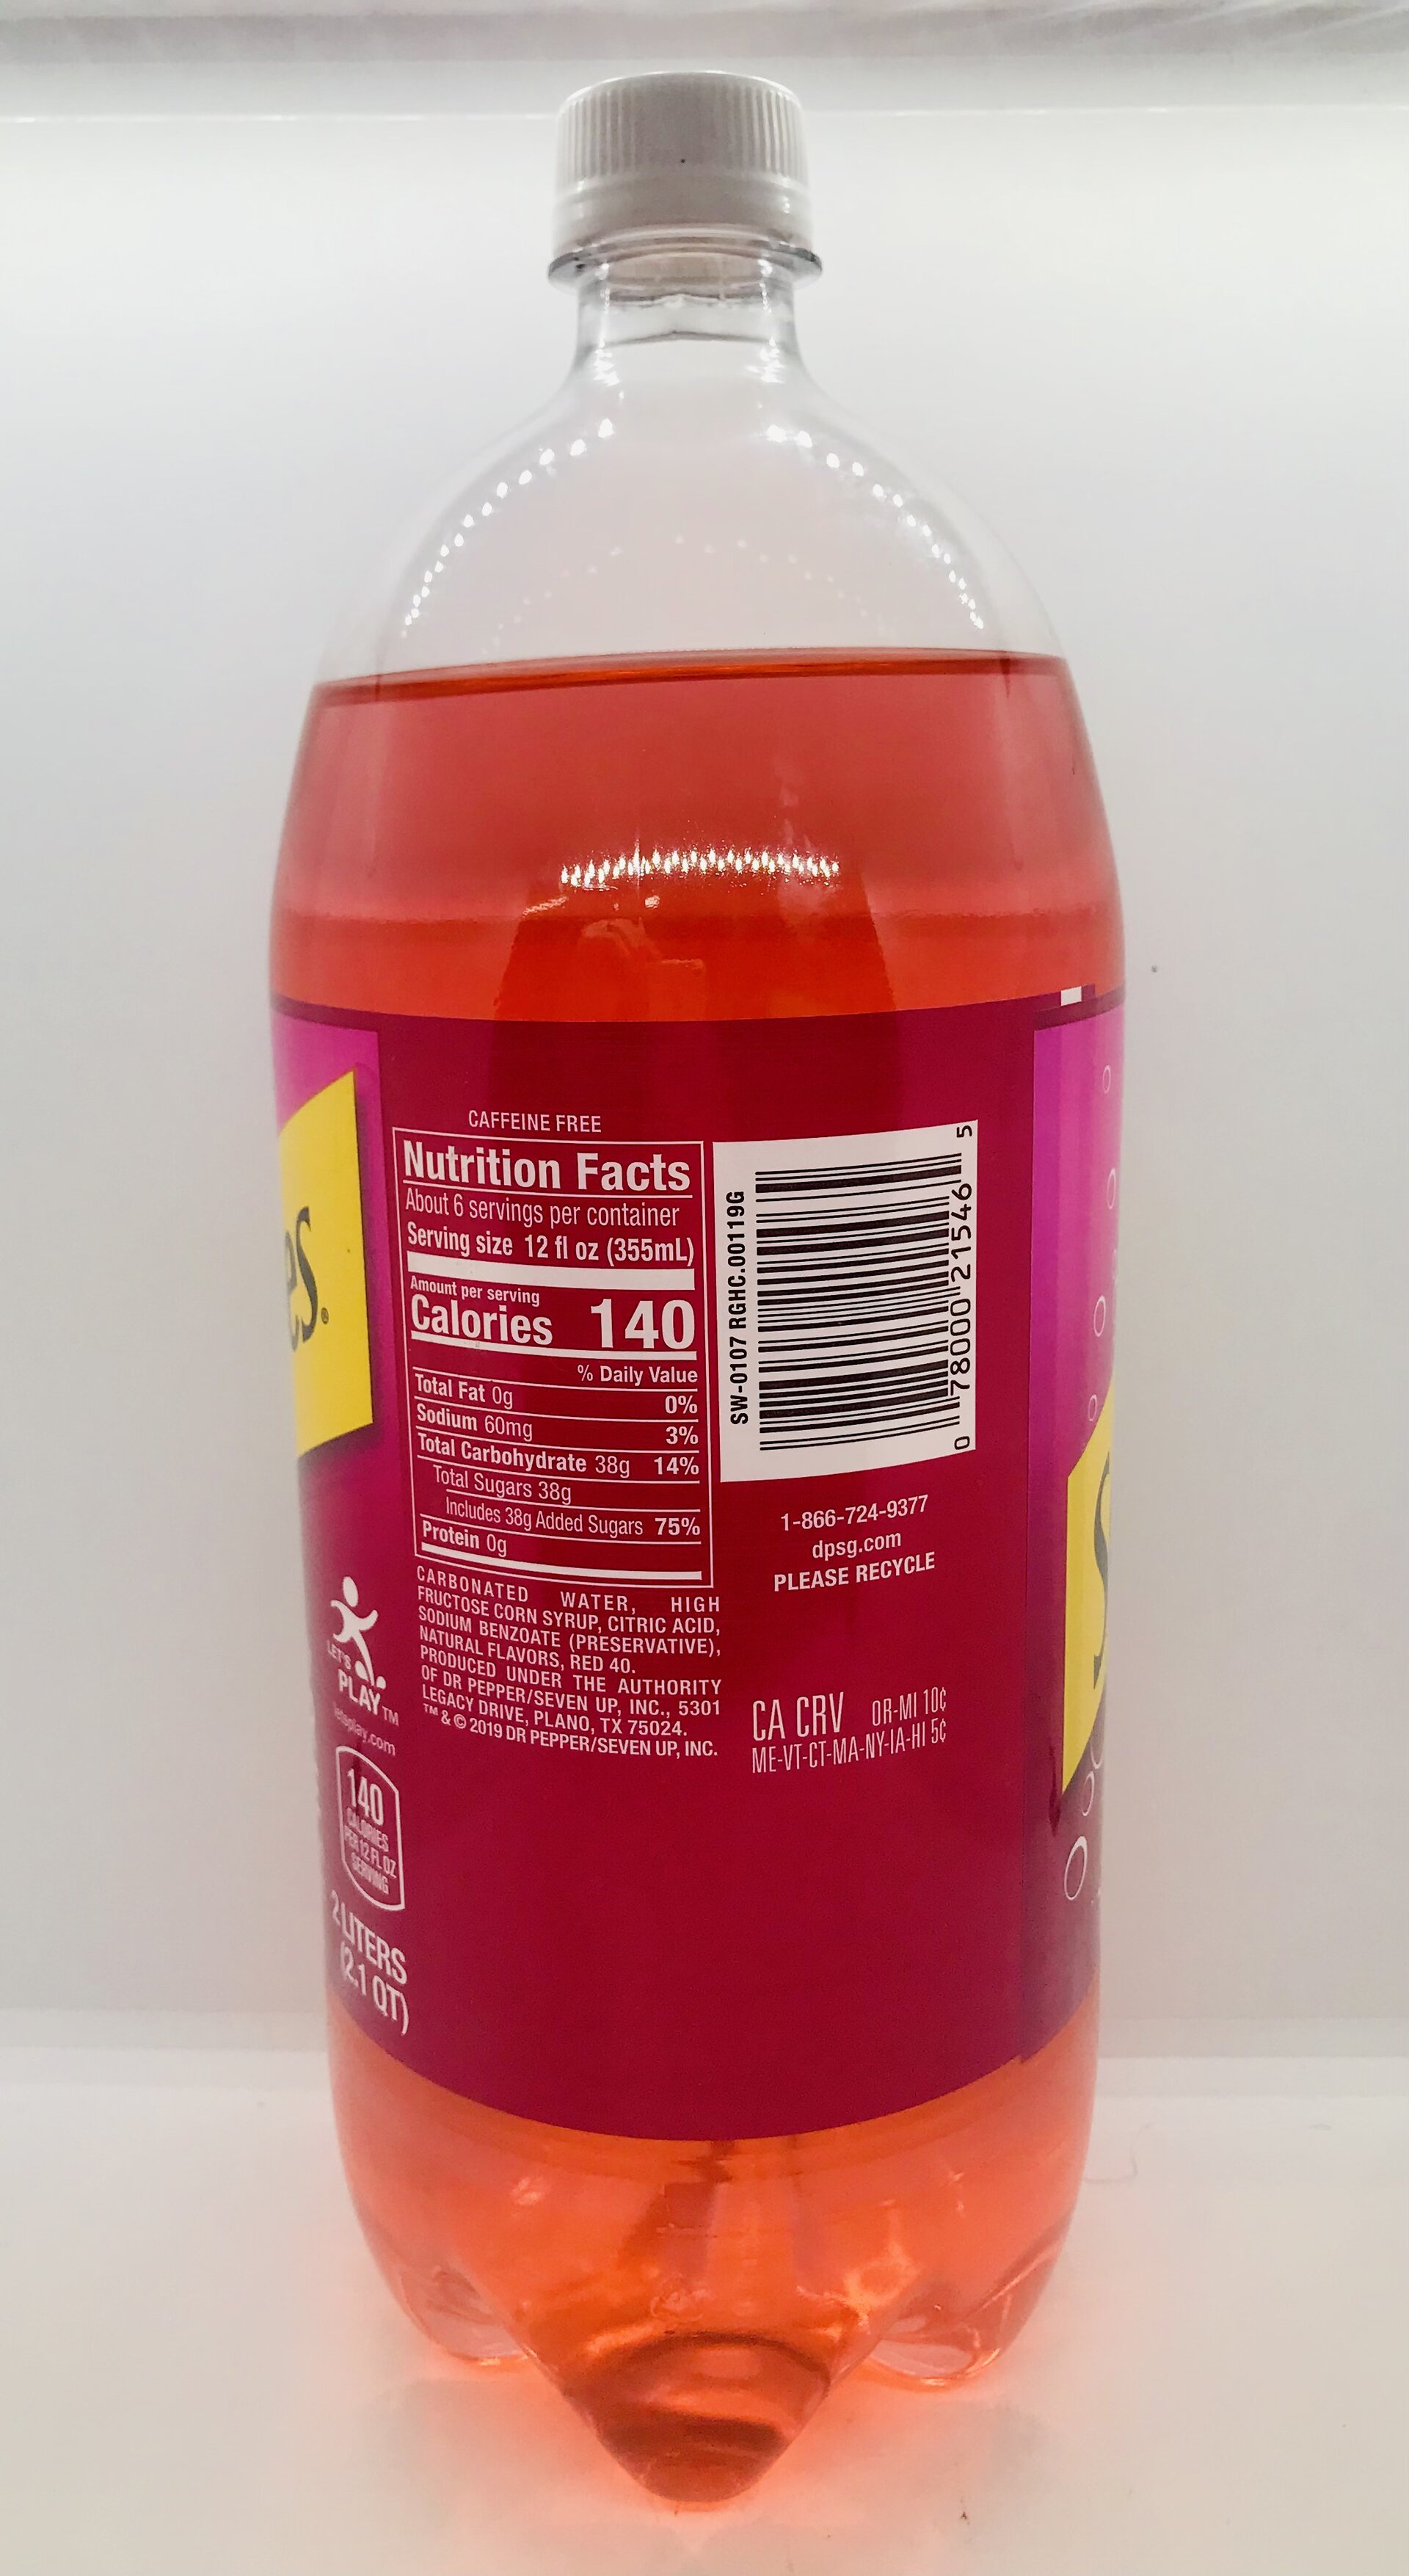 CAFFEINE FREE
Nutrition Facts
About 6 servings per container
Serving size 12 fl oz (355mL)
Amount per serving
Calories 140
% Daily Value
Total Fat 0g 0%
Sodium 60mg 3%
Total Carbohydrate 38g 14%
Total Sugars 38g
Includes 38g Added Sugars 75%
Protein 0g
CARBONATED WATER, HIGH
FRUCTOSE CORN SYRUP, CITRIC ACID,
SODIUM BENZOATE (PRESERVATIVE),
NATURAL FLAVORS, RED 40.
PRODUCED UNDER THE AUTHORITY
OF DR PEPPER/SEVEN UP, INC., 5301
LEGACY DRIVE, PLANO, TX 75024.
™ & © 2019 DR PEPPER/SEVEN UP, INC.
SW-0107 RGHC.00119G
0 78000 21546 5
1-866-724-9377
dpsg.com
PLEASE RECYCLE
CA CRV OR-MI 10¢
ME-VT-CT-MA-NY-IA-HI 5¢
es.
LET'S
PLAY™
letsplay.com
140
CALORIES
PER 12 FL OZ
SERVING
2 LITERS
(2.1 QT)
S